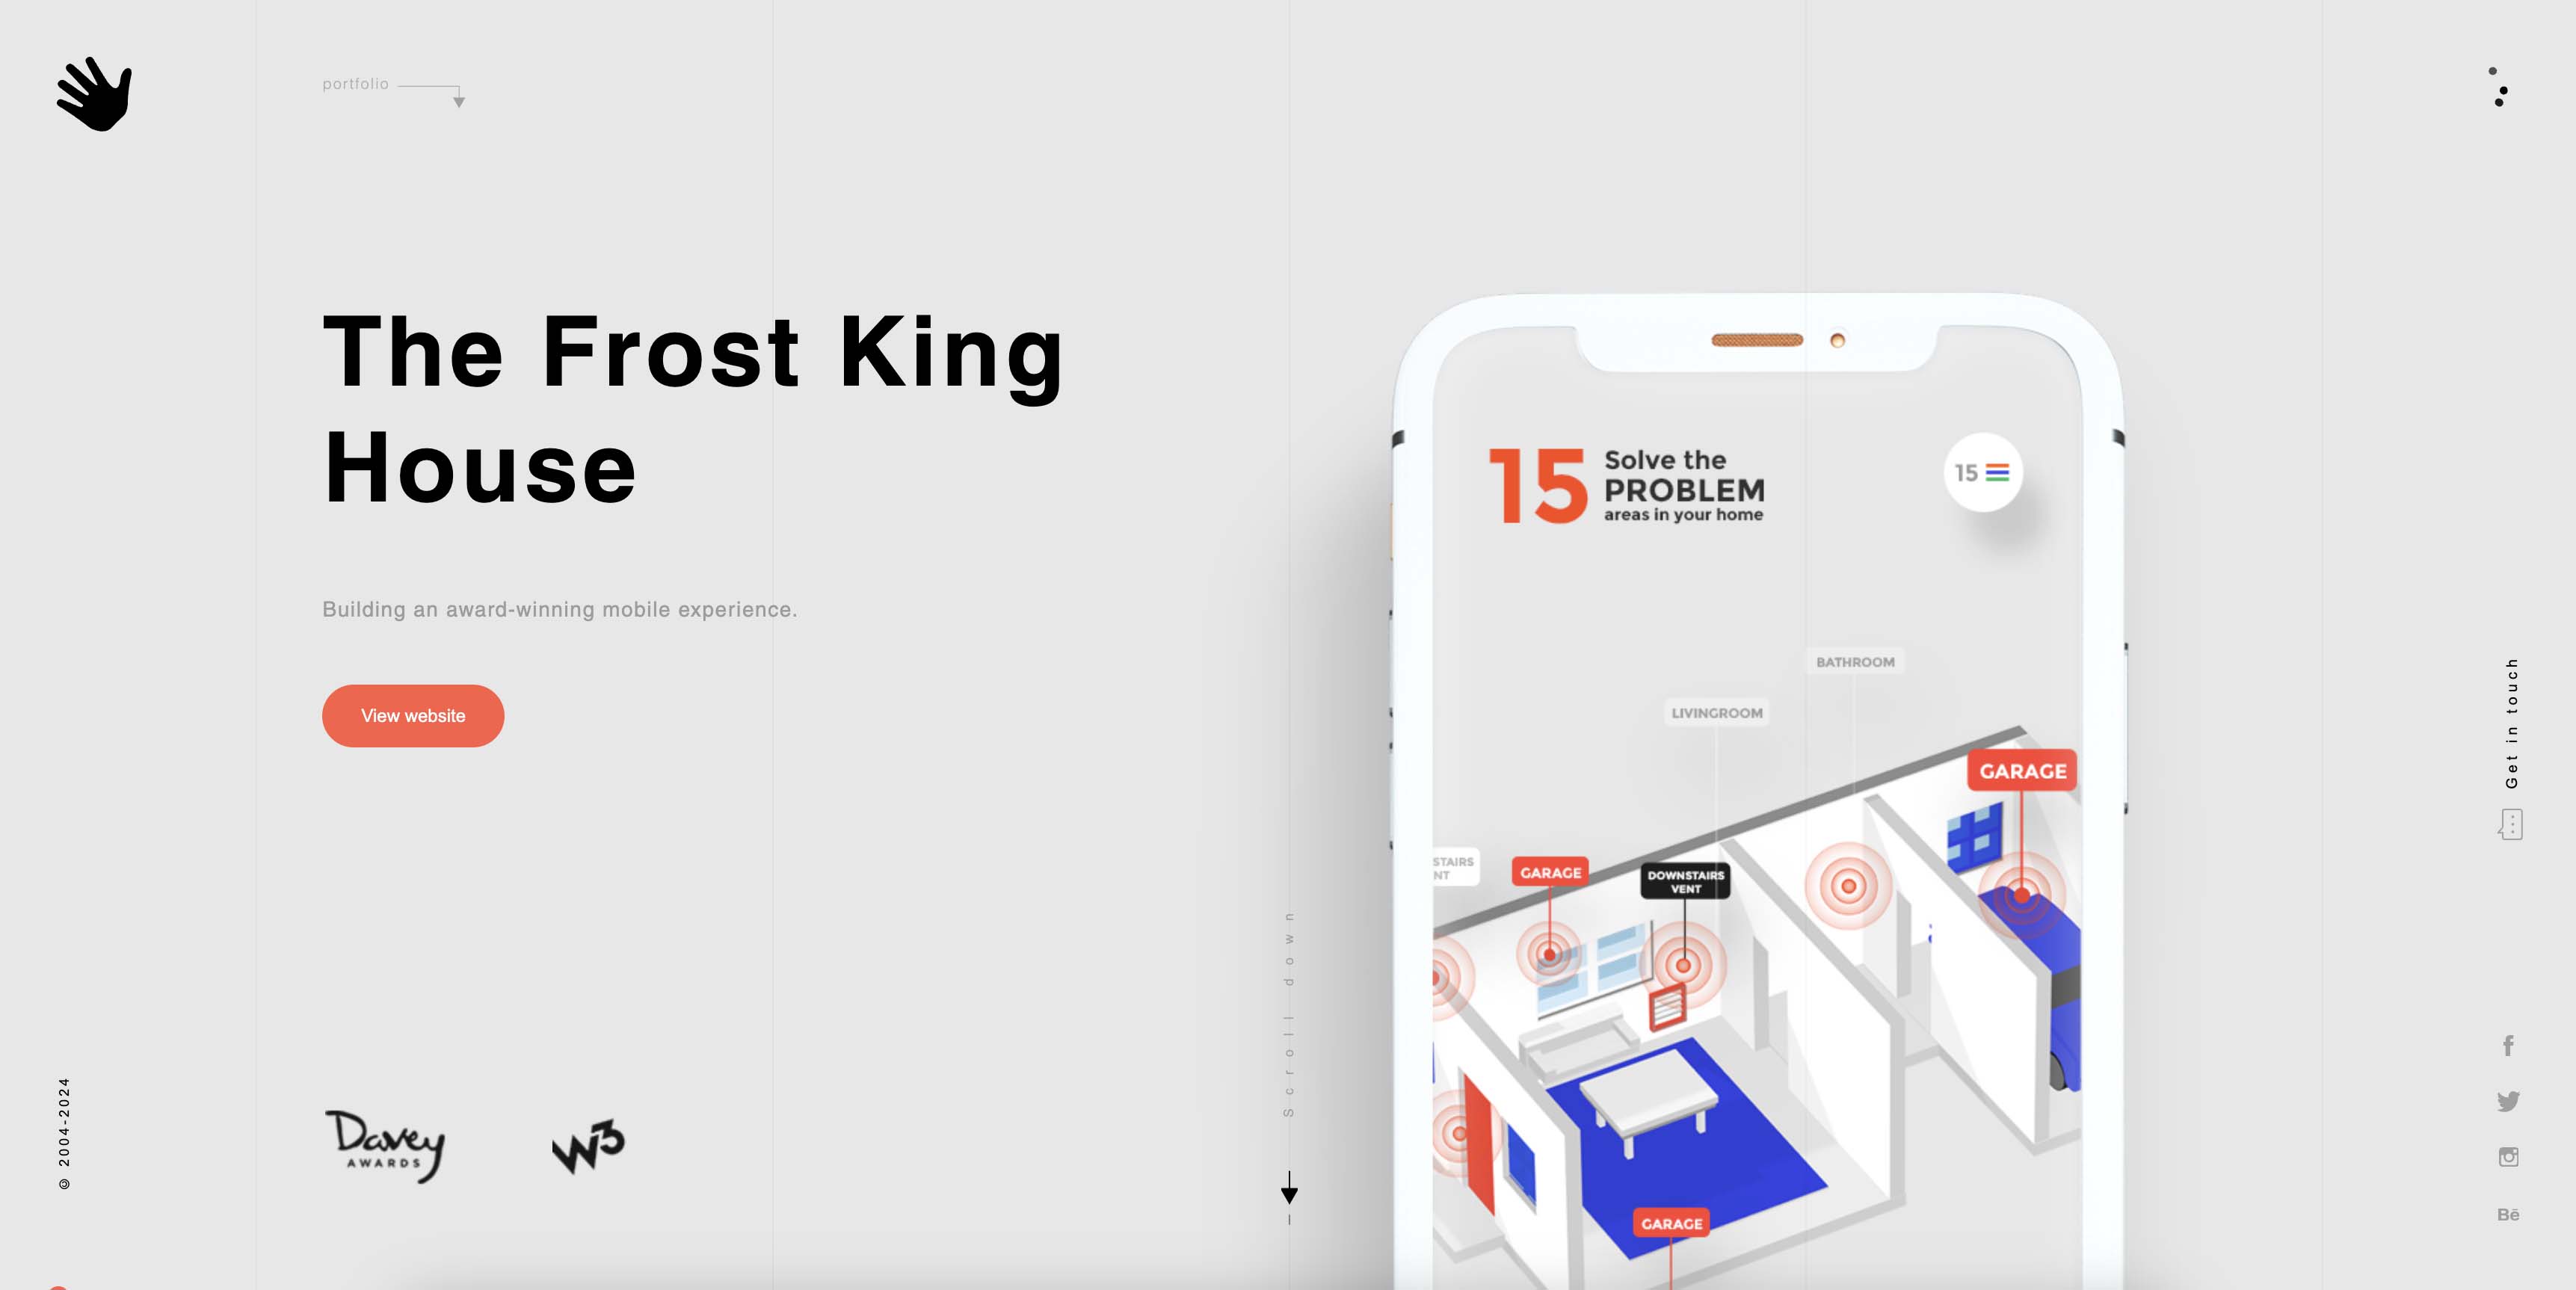 portfolio
The Frost King
House
Building an award-winning mobile experience.
View website
Davey
AWARDS
W3
© 2004-2024
Scroll down
15
Solve the
PROBLEM
areas in your home
15
BATHROOM
LIVINGROOM
GARAGE
STAIRS
NT
GARAGE
DOWNSTAIRS
VENT
GARAGE
Get in touch
Bē